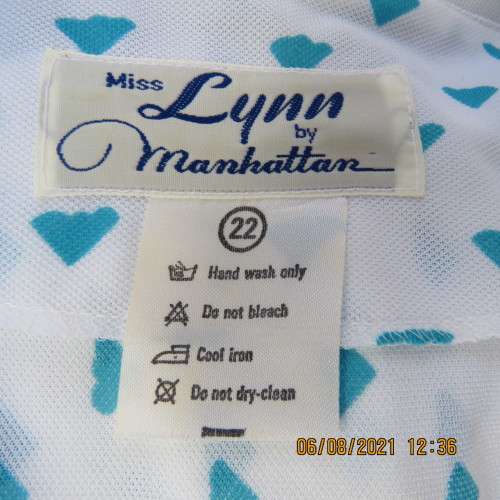 Miss Lynn
by
Manhattan
22
Hand wash only
Do not bleach
Cool iron
Do not dry-clean
06/08/2021 12:36